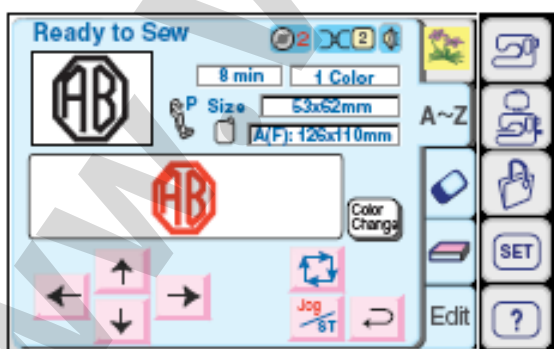 Ready to Sew
2
2
AB
8 min
1 Color
P
Size
53x62mm
A(F): 126x110mm
A~Z
AB
Color
Change
SET
Jog
/ST
Edit
?